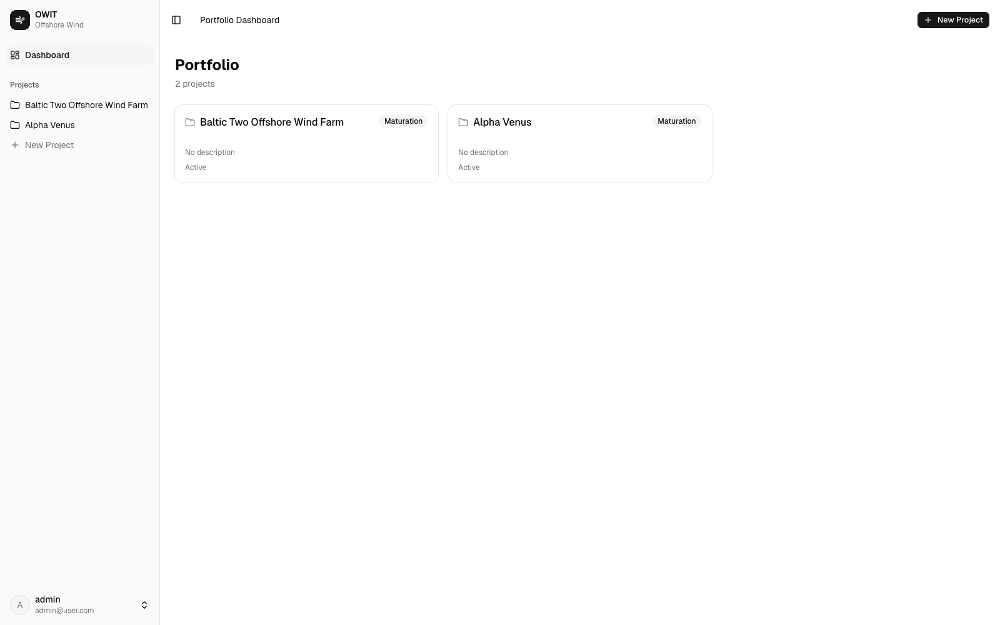 OWIT
Offshore Wind
Dashboard
Projects
Baltic Two Offshore Wind Farm
Alpha Venus
New Project
A
admin
admin@user.com
Portfolio Dashboard
New Project
Portfolio
2 projects
Baltic Two Offshore Wind Farm
Maturation
No description
Active
Alpha Venus
Maturation
No description
Active